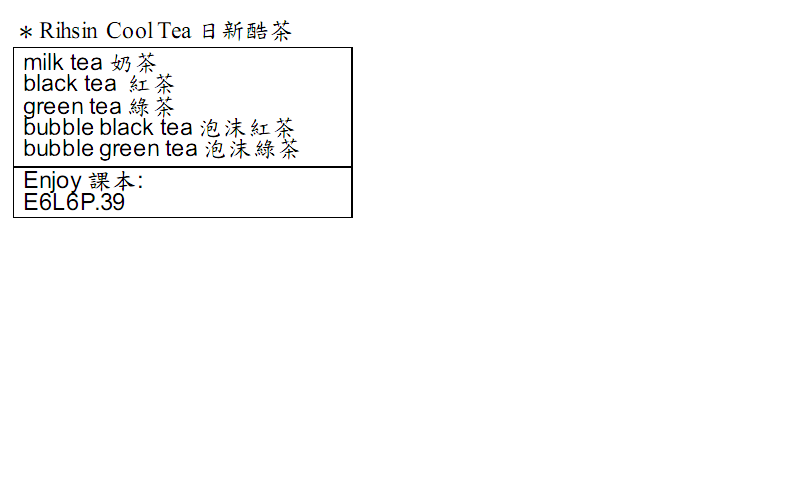 ＊Rihsin Cool Tea 日新酷茶
milk tea 奶茶
black tea 紅茶
green tea 綠茶
bubble black tea 泡沫紅茶
bubble green tea 泡沫綠茶
Enjoy 課本:
E6L6P.39